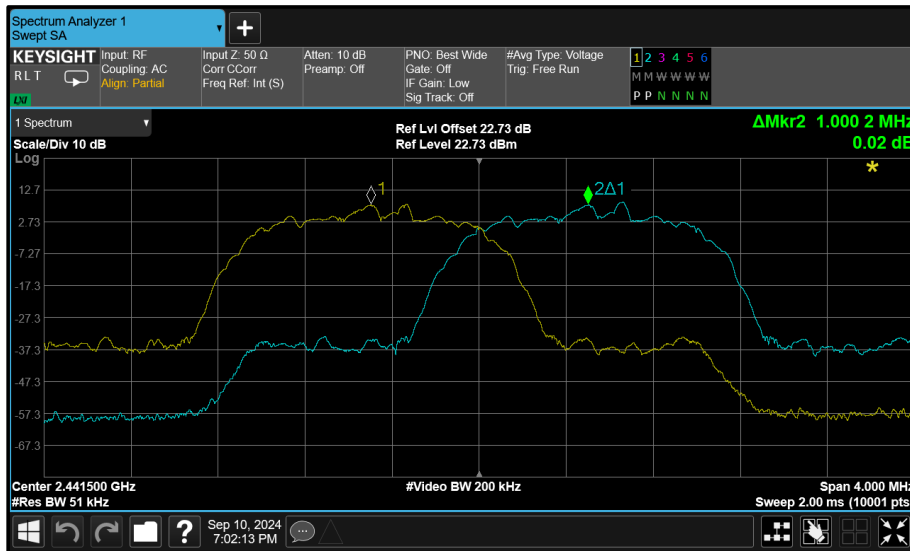 Spectrum Analyzer 1
Swept SA
+
KEYSIGHT Input: RF Input Z: 50 Ω Atten: 10 dB PNO: Best Wide #Avg Type: Voltage 1 2 3 4 5 6
RLT Coupling: AC Corr CCorr Preamp: Off Gate: Off Trig: Free Run M M W W W W
Align: Partial Freq Ref: Int (S) IF Gain: Low P P N N N N
LXI Sig Track: Off
1 Spectrum Ref Lvl Offset 22.73 dB ΔMkr2 1.000 2 MHz
Scale/Div 10 dB Ref Level 22.73 dBm 0.02 dB
Log
12.7 1 2Δ1
2.73
-7.27
-17.3
-27.3
-37.3
-47.3
-57.3
-67.3
Center 2.441500 GHz #Video BW 200 kHz Span 4.000 MHz
#Res BW 51 kHz Sweep 2.00 ms (10001 pts
? Sep 10, 2024
7:02:13 PM